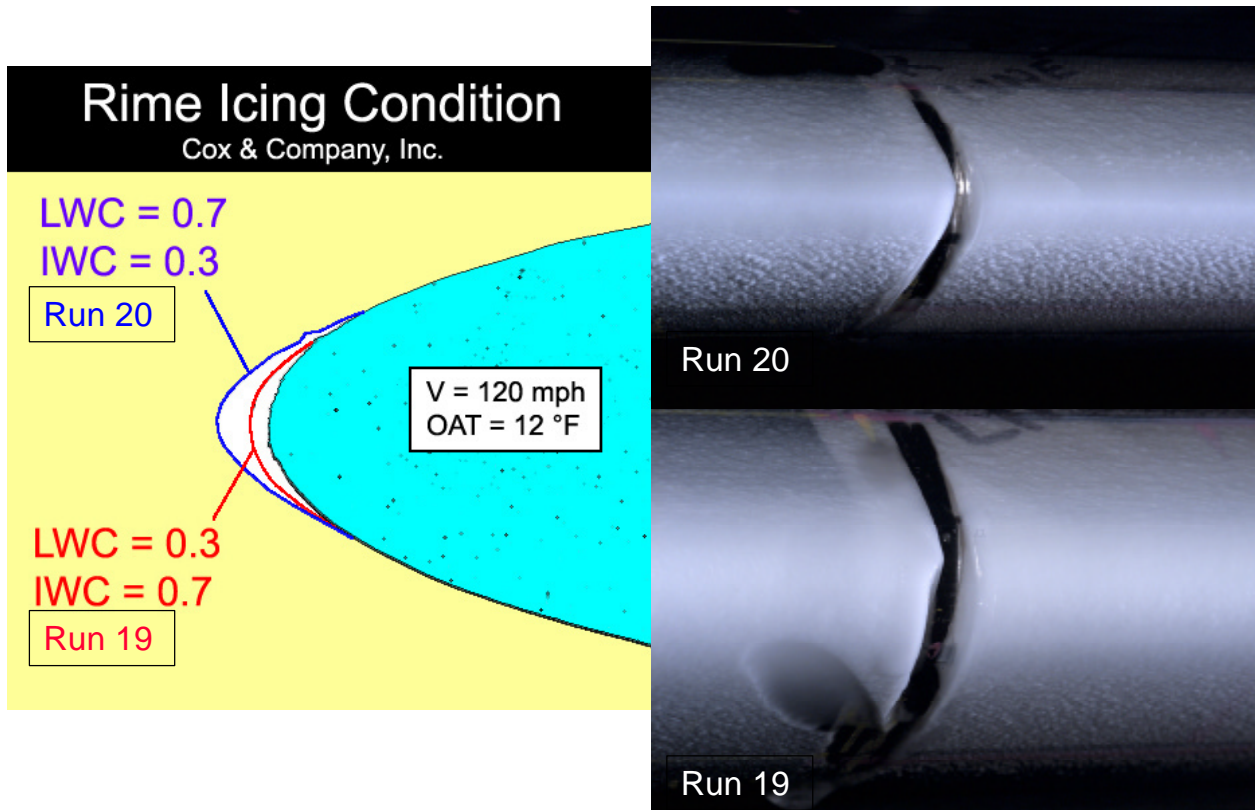 Rime Icing Condition
Cox & Company, Inc.
LWC = 0.7
IWC = 0.3
Run 20
V = 120 mph
OAT = 12 °F
LWC = 0.3
IWC = 0.7
Run 19
Run 20
Run 19